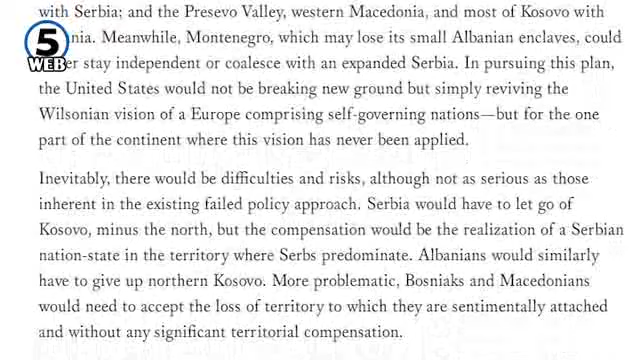 with Serbia; and the Presevo Valley, western Macedonia, and most of Kosovo with
nia. Meanwhile, Montenegro, which may lose its small Albanian enclaves, could
stay independent or coalesce with an expanded Serbia. In pursuing this plan,
the United States would not be breaking new ground but simply reviving the
Wilsonian vision of a Europe comprising self-governing nations—but for the one
part of the continent where this vision has never been applied.
Inevitably, there would be difficulties and risks, although not as serious as those
inherent in the existing failed policy approach. Serbia would have to let go of
Kosovo, minus the north, but the compensation would be the realization of a Serbian
nation-state in the territory where Serbs predominate. Albanians would similarly
have to give up northern Kosovo. More problematic, Bosniaks and Macedonians
would need to accept the loss of territory to which they are sentimentally attached
and without any significant territorial compensation.
5
WEB